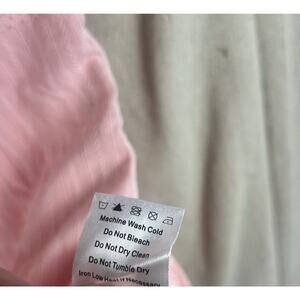 Machine Wash Cold
Do Not Bleach
Do Not Dry Clean
Do Not Tumble Dry
Iron Low Heat If Necessary